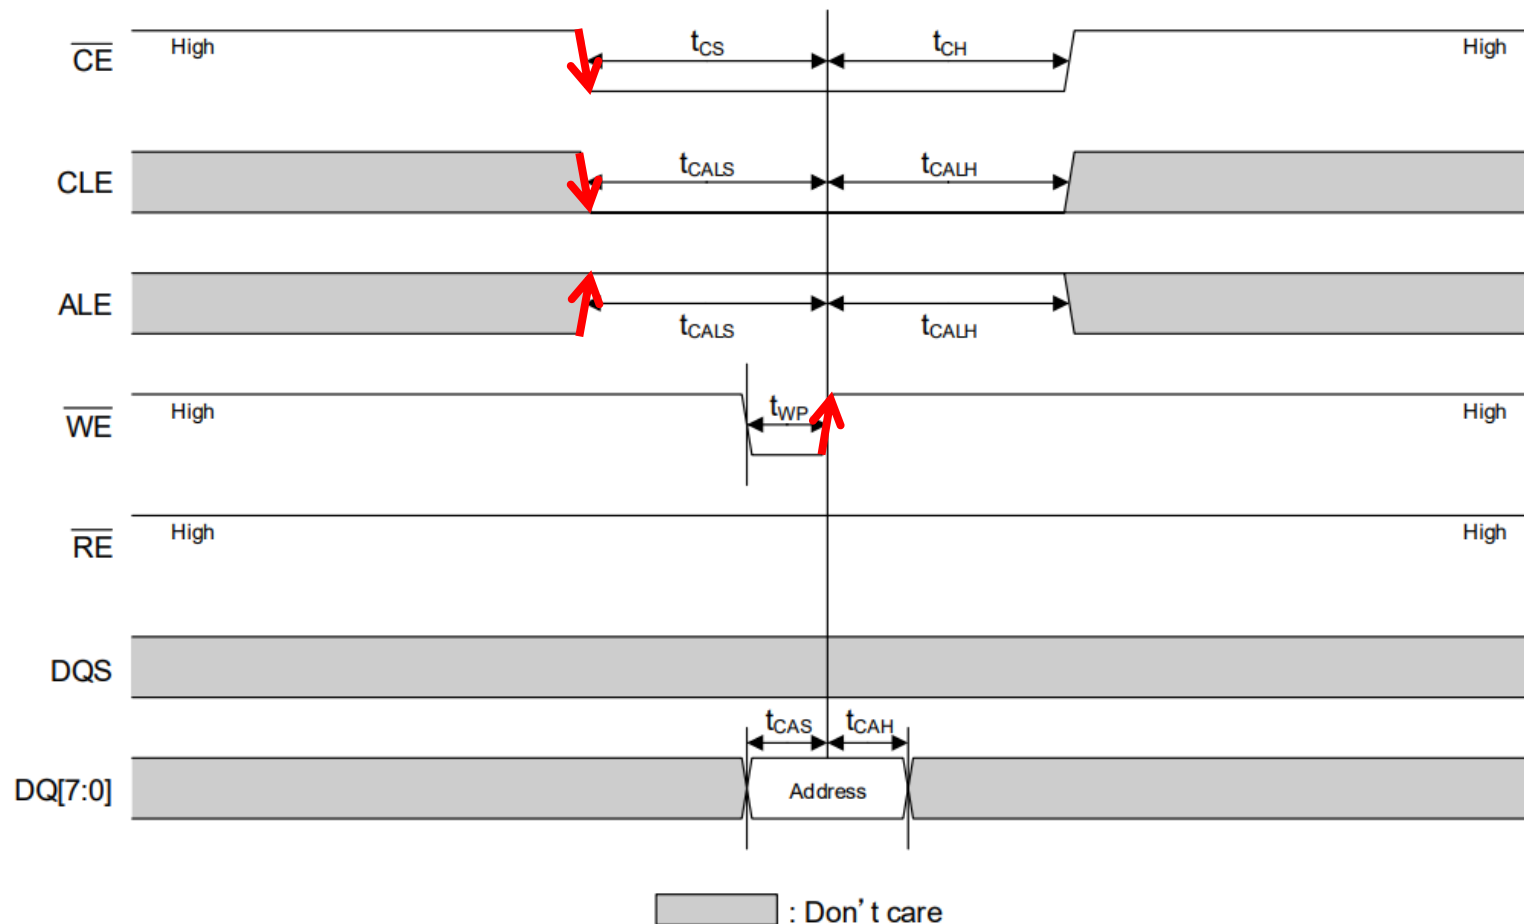 CE High tCS tCH High
CLE tCALS tCALH
ALE tCALS tCALH
WE High tWP High
RE High High
DQS
tCAS tCAH
DQ[7:0] Address
: Don't care